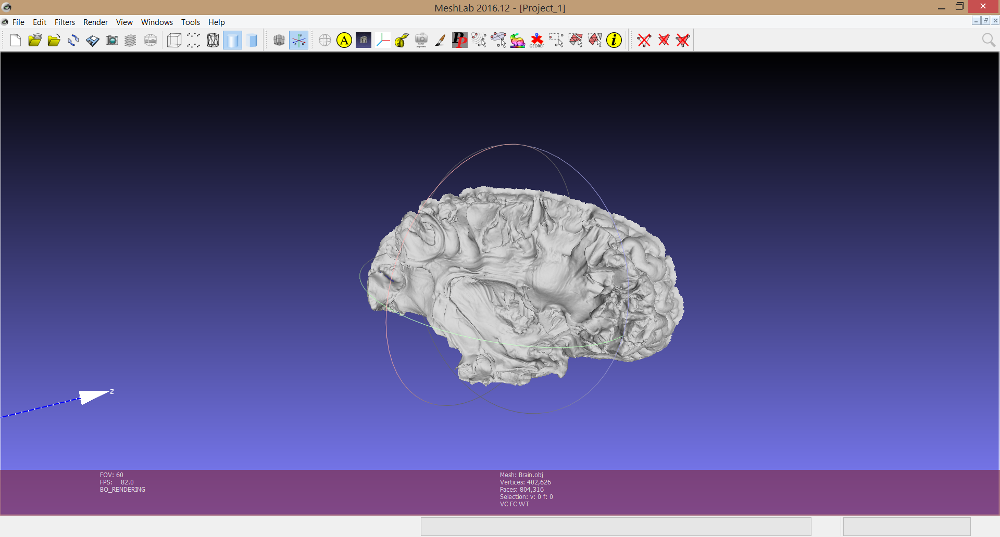 MeshLab 2016.12 - [Project_1]
File Edit Filters Render View Windows Tools Help
A
PP
GEOREF
i
Z
FOV: 60
FPS: 82.0
BO_RENDERING
Mesh: Brain.obj
Vertices: 402,626
Faces: 804,316
Selection: v: 0 f: 0
VC FC WT